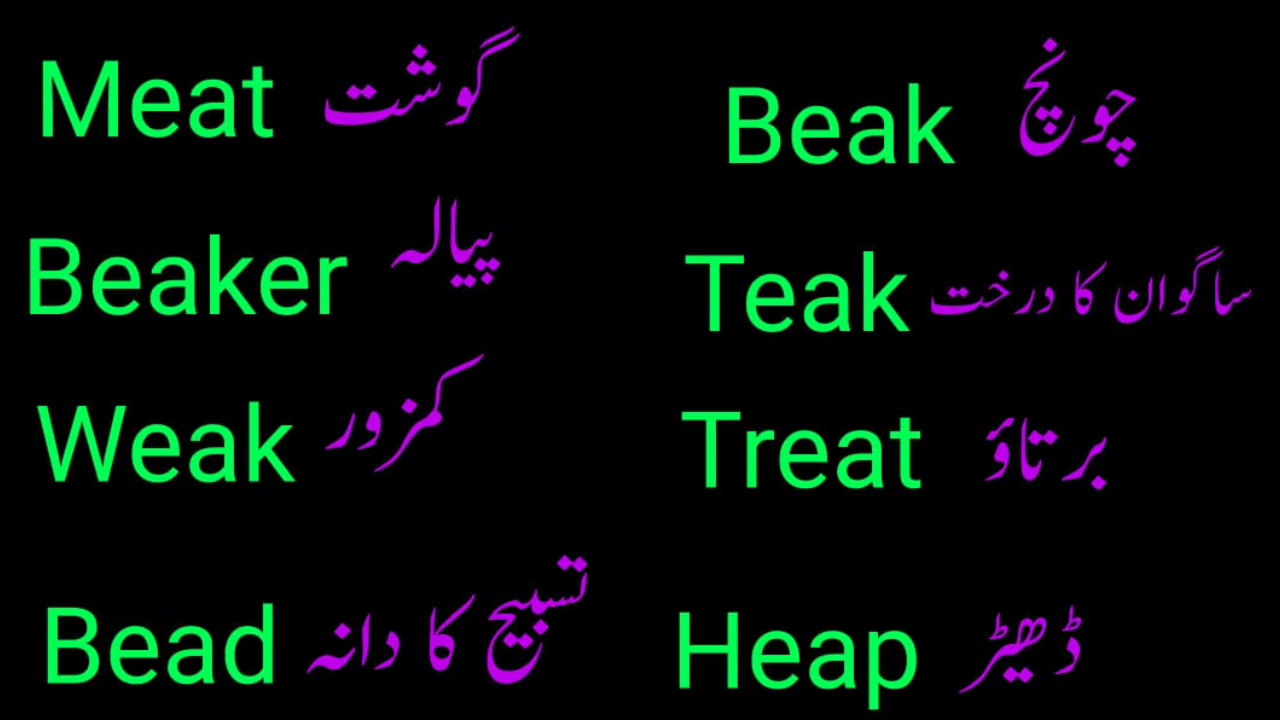 Meat گوشت
Beak چونچ
Beaker پیالہ
Teak ساگوان کا درخت
Weak کمزور
Treat برتاؤ
Bead تسبیح کا دانہ
Heap ڈھیڑ